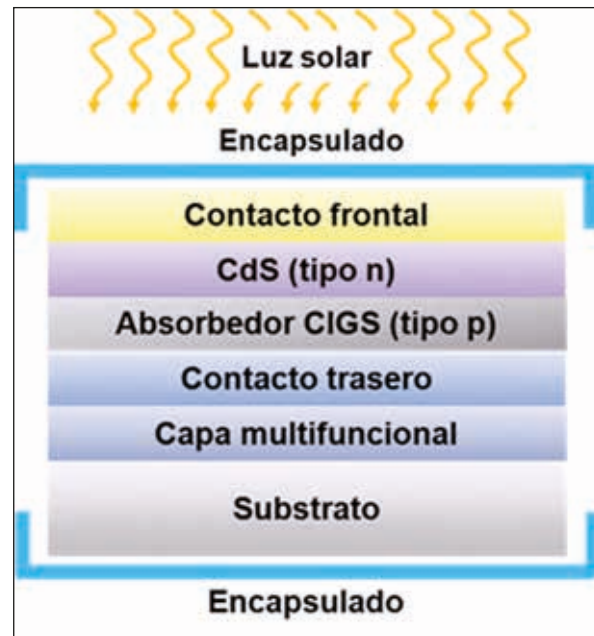 Luz solar
Encapsulado
Contacto frontal
CdS (tipo n)
Absorbedor CIGS (tipo p)
Contacto trasero
Capa multifuncional
Substrato
Encapsulado